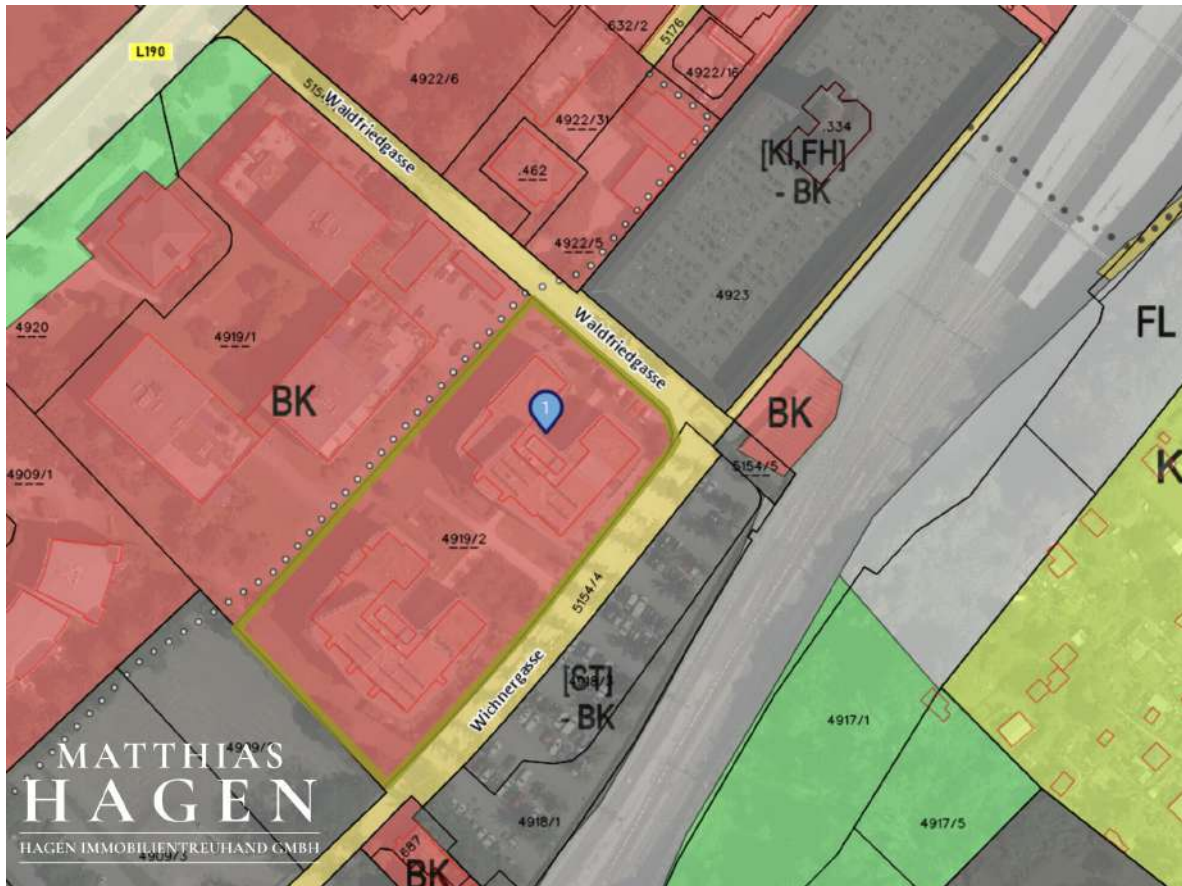 L190
.632/2
5176
4922/6
4922/16
Waldfriedgasse
4922/31
.334
[KI,FH]
- BK
.462
4922/5
4923
4920
4919/1
Waldfriedgasse
FL
BK
1
BK
5154/5
4909/1
K
4919/2
5154/4
[ST]
- BK
Wichnergasse
4917/1
4918/1
4917/5
.687
BK
4909/3
MATTHIAS
HAGEN
HAGEN IMMOBILIENTREUHAND GMBH